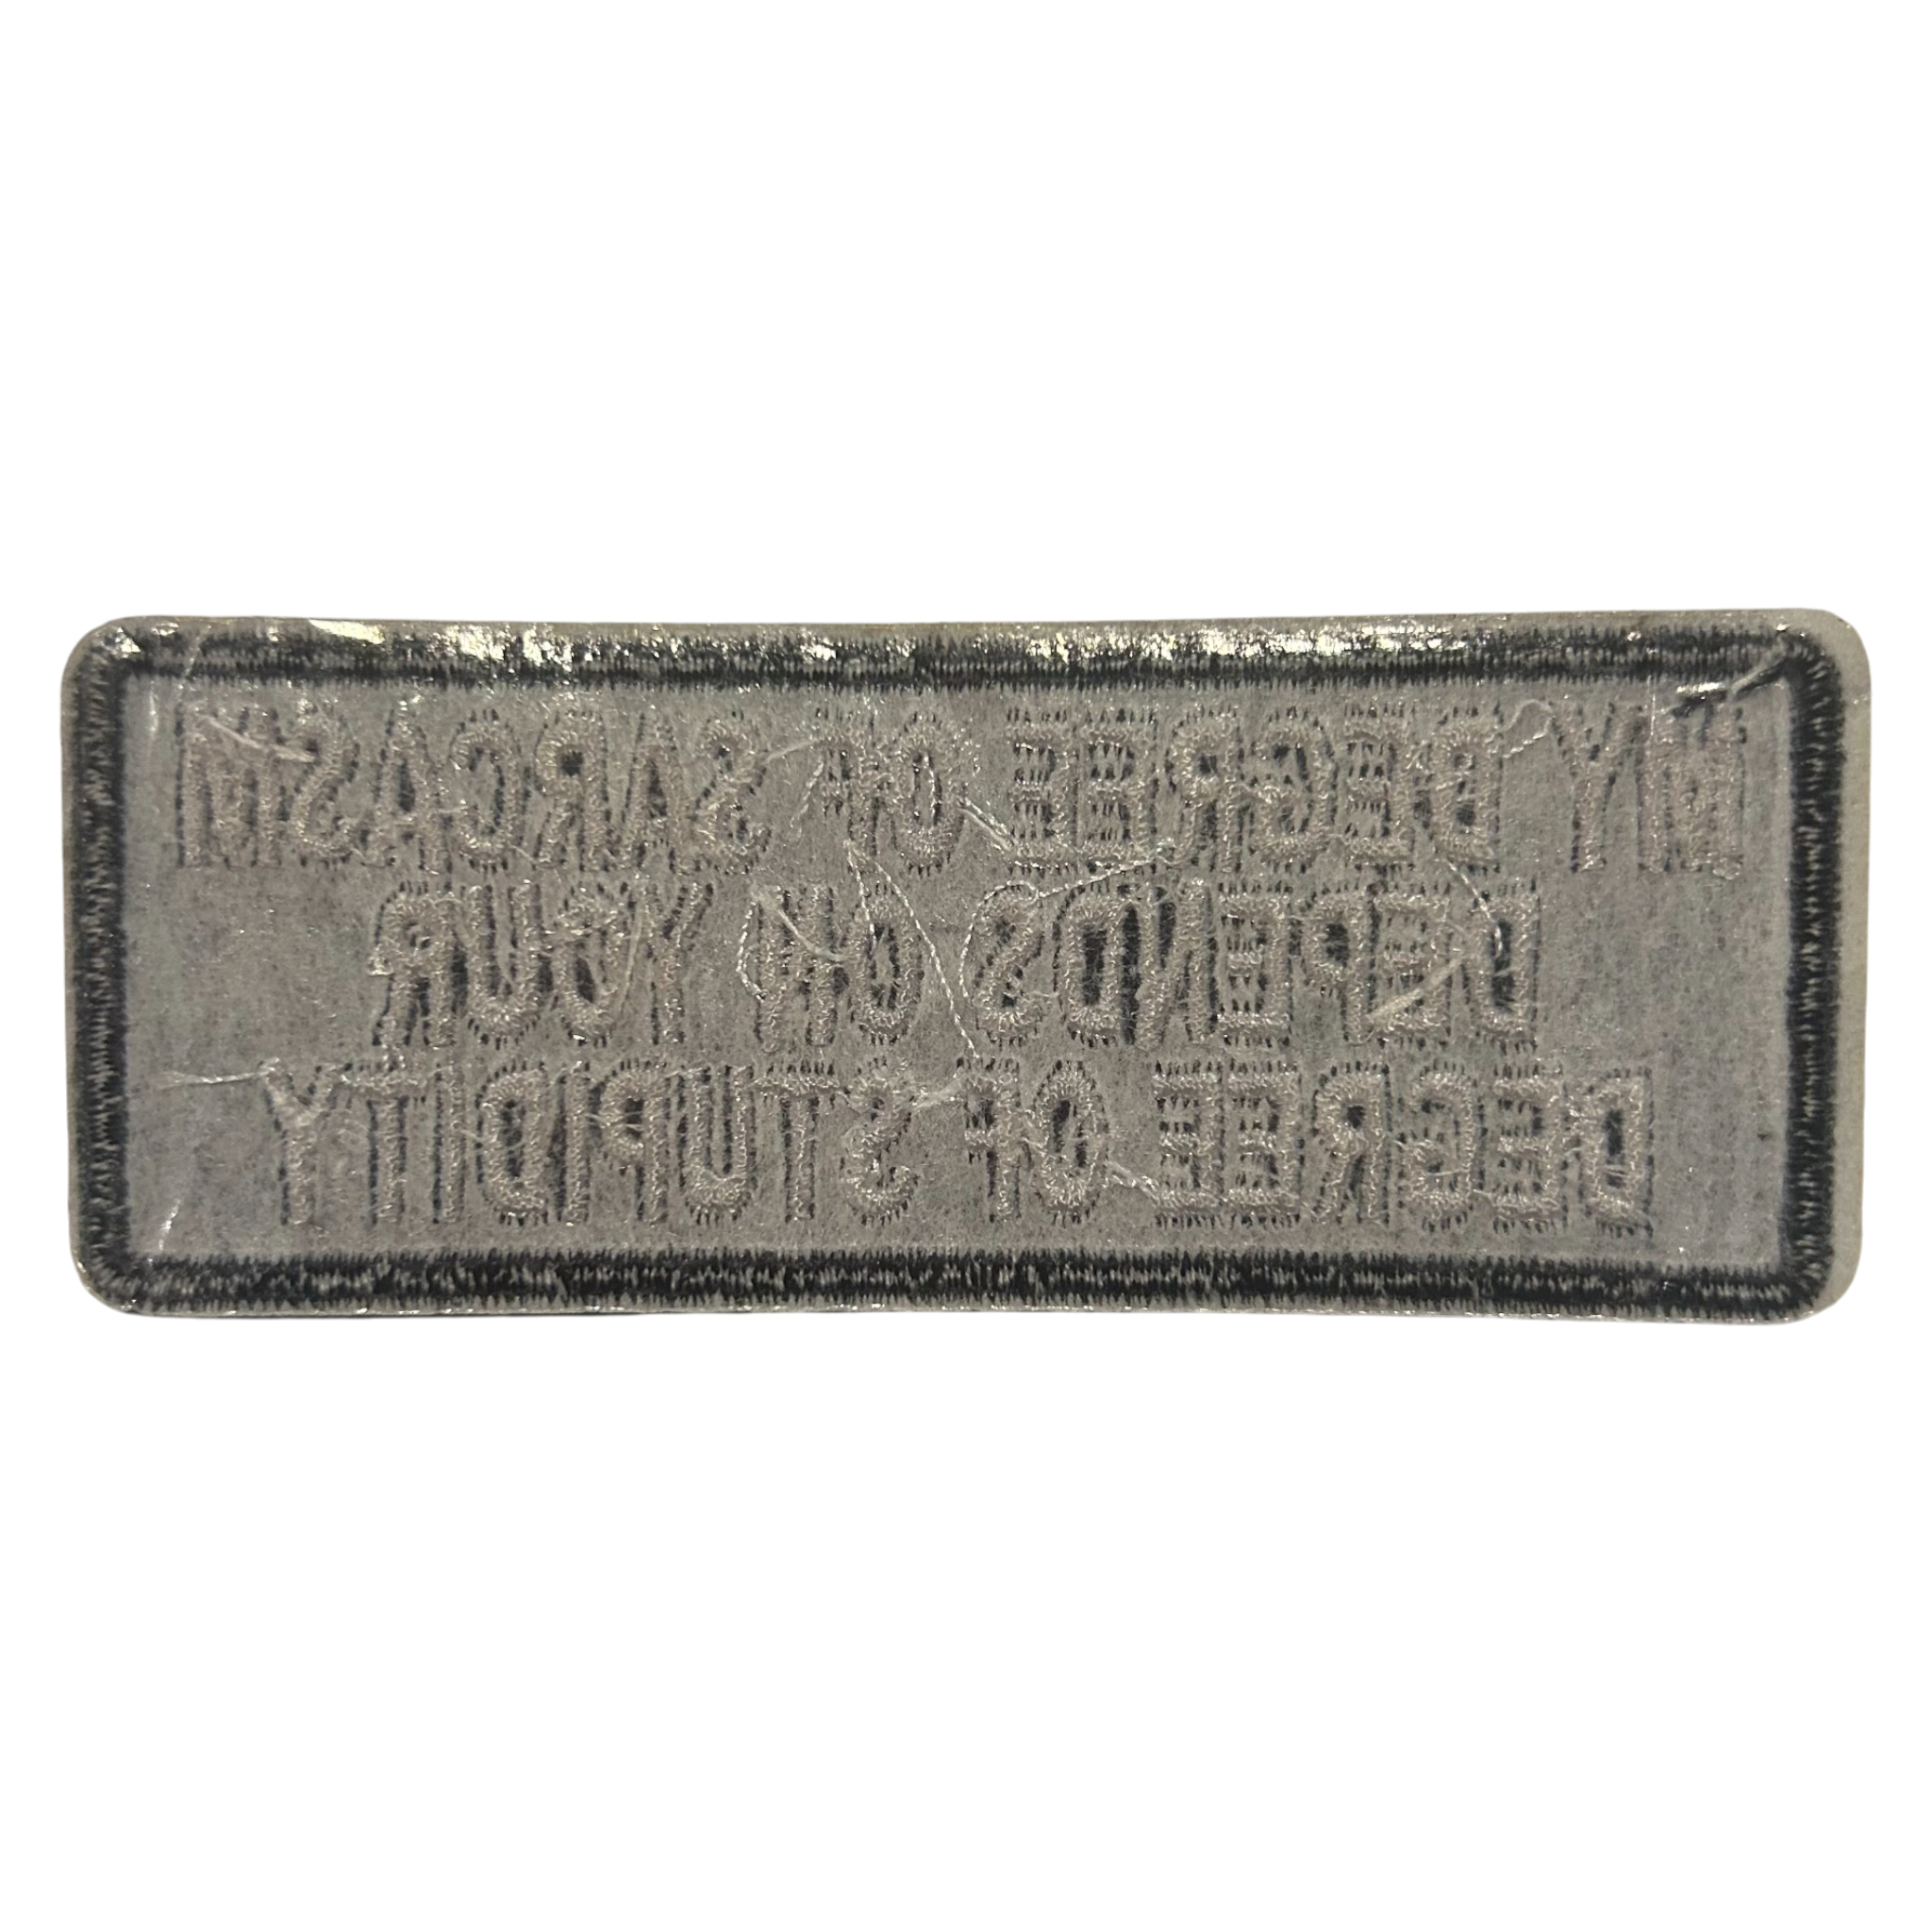 MY DEGREE OF SARCASM
DEPENDS ON YOUR
DEGREE OF STUPIDITY